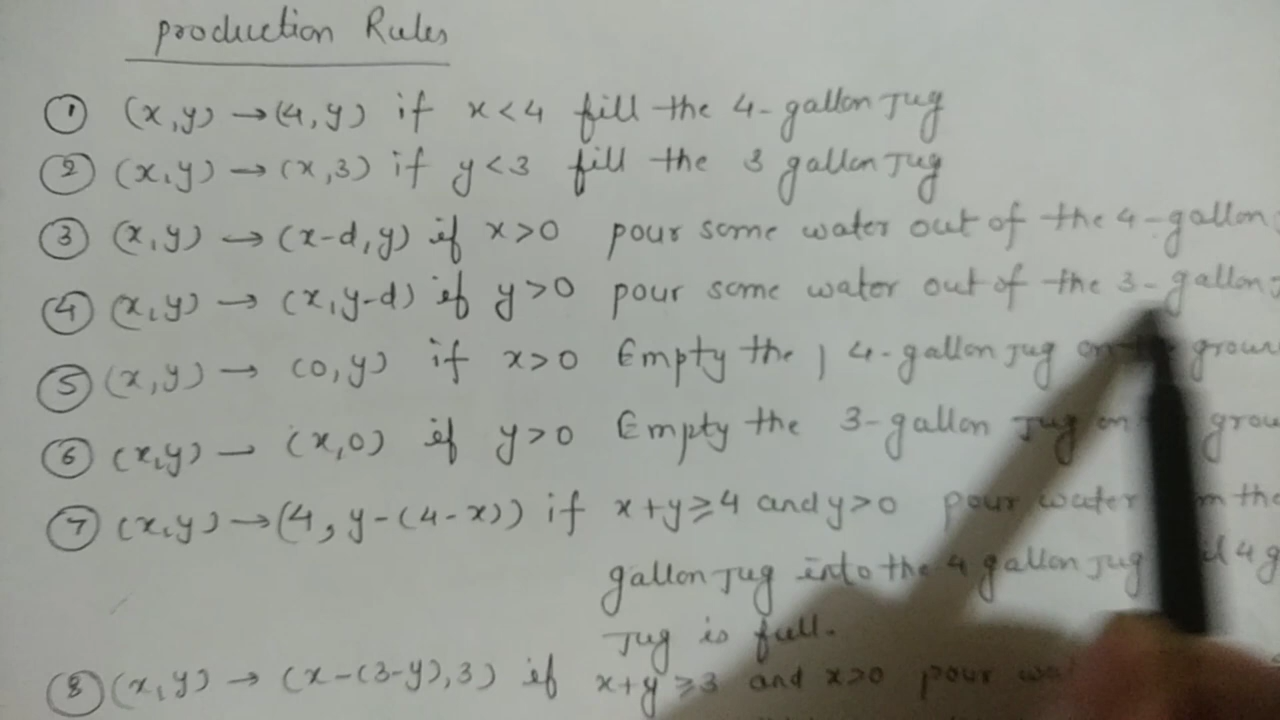 production Rules
① (x,y) → (4,y) if x<4 fill the 4-gallon Jug
② (x,y) → (x,3) if y<3 fill the 3 gallon Jug
③ (x,y) → (x-d,y) if x>0 pour some water out of the 4-gallon
④ (x,y) → (x,y-d) if y>0 pour some water out of the 3-gallon
⑤ (x,y) → (0,y) if x>0 Empty the 4-gallon Jug on
⑥ (x,y) → (x,0) if y>0 Empty the 3-gallon Jug on
⑦ (x,y) → (4, y-(4-x)) if x+y≥4 and y>0 pour water the
gallon Jug into the 4 gallon Jug 4
Jug is full.
⑧ (x,y) → (x-(3-y),3) if x+y≥3 and x>0 pour